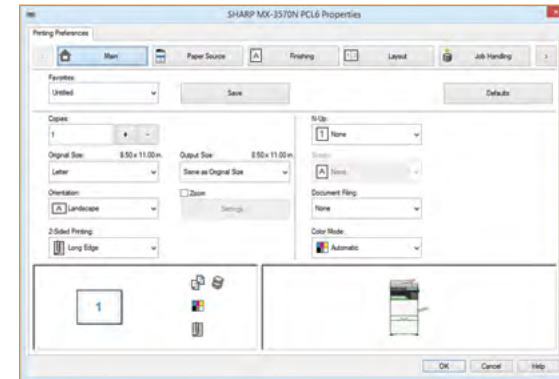 SHARP MX-3570N PCL6 Properties
Printing Preferences
Main
Paper Source
A
Finishing
Layout
Job Handling
Favorites:
Untitled
Save
Defaults
Copies:
1
+
-
N-Up:
1 None
Original Size: 8.50 x 11.00 in.
Output Size: 8.50 x 11.00 in.
Letter
Same as Original Size
A None
Orientation:
Zoom
Document Filing:
A Landscape
Settings
None
2-Sided Printing:
Color Mode:
Long Edge
Automatic
1
OK
Cancel
Help